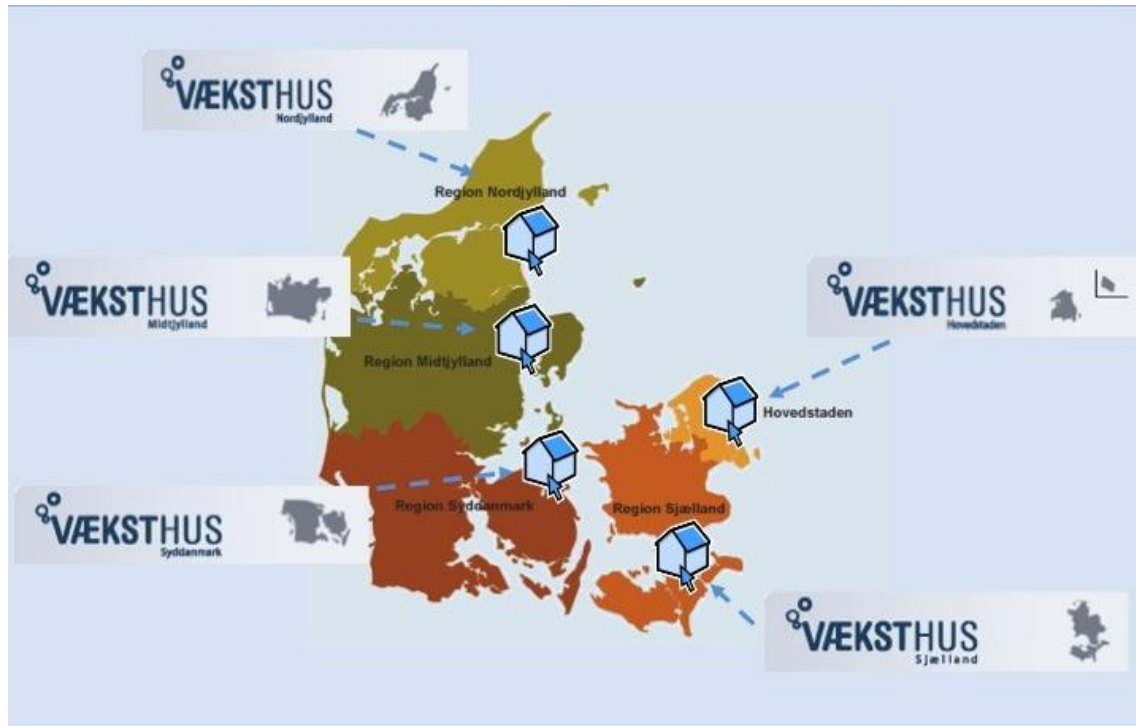 VÆKSTHUS
Nordjylland
Region Nordjylland
VÆKSTHUS
Midtjylland
VÆKSTHUS
Hovedstaden
Region Midtjylland
Hovedstaden
VÆKSTHUS
Syddanmark
Region Syddanmark
Region Sjælland
VÆKSTHUS
Sjælland